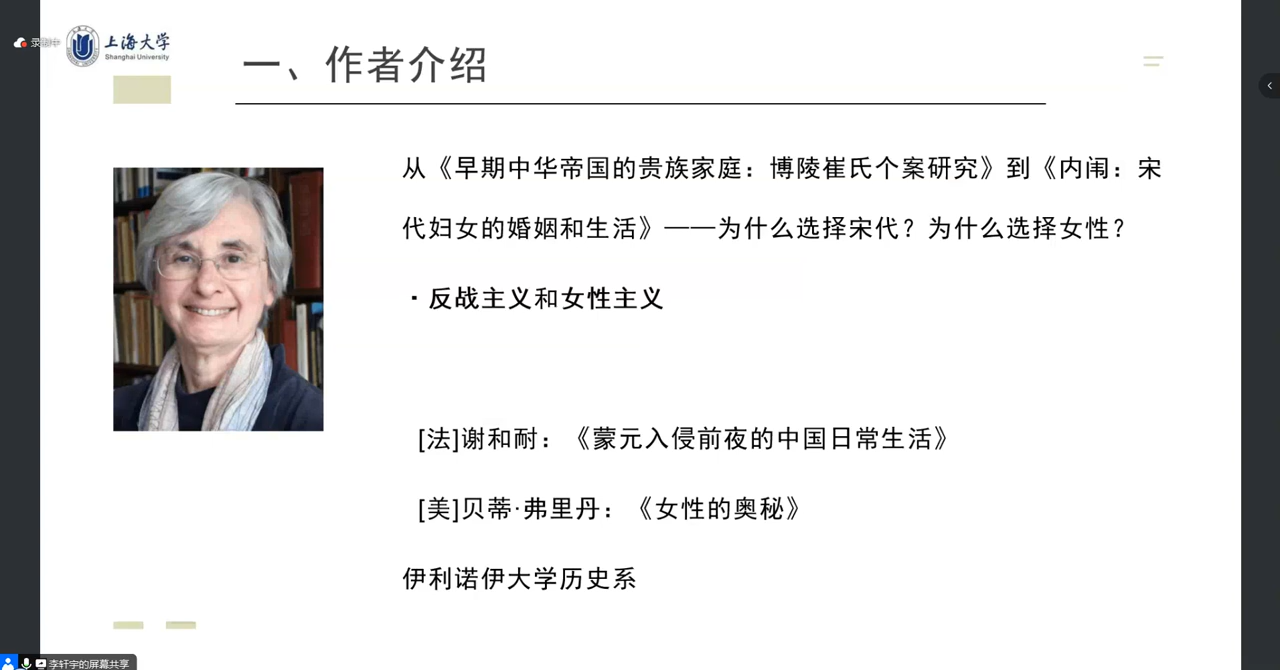 录制中
上海大学
Shanghai University
一、作者介绍
从《早期中华帝国的贵族家庭：博陵崔氏个案研究》到《内闱：宋
代妇女的婚姻和生活》——为什么选择宋代？为什么选择女性？
·反战主义和女性主义
[法]谢和耐：《蒙元入侵前夜的中国日常生活》
[美]贝蒂·弗里丹：《女性的奥秘》
伊利诺伊大学历史系
李轩宇的屏幕共享